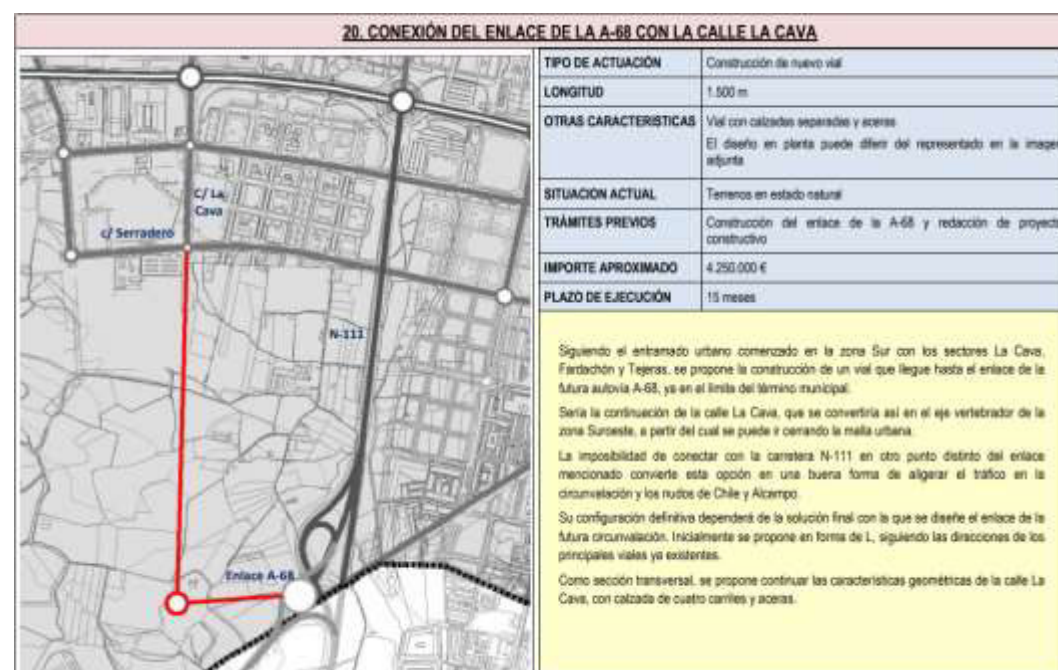 20. CONEXIÓN DEL ENLACE DE LA A-68 CON LA CALLE LA CAVA
C/ La
Cava
c/ Serradero
N-111
Enlace A-68
TIPO DE ACTUACIÓN
Construcción de nuevo vial
LONGITUD
1.500 m
OTRAS CARACTERÍSTICAS
Vial con calzadas separadas y aceras
El diseño en planta puede diferir del representado en la imagen
adjunta
SITUACIÓN ACTUAL
Terrenos en estado natural
TRÁMITES PREVIOS
Construcción del enlace de la A-68 y redacción de proyecto
constructivo
IMPORTE APROXIMADO
4.250.000 €
PLAZO DE EJECUCIÓN
15 meses
Siguiendo el entramado urbano comenzado en la zona Sur con los sectores La Cava,
Fardachón y Tejeras, se propone la construcción de un vial que llegue hasta el enlace de la
futura autovía A-68, ya en el límite del término municipal.
Sería la continuación de la calle La Cava, que se convertiría así en el eje vertebrador de la
zona Suroeste, a partir del cual se puede ir cerrando la malla urbana.
La imposibilidad de conectar con la carretera N-111 en otro punto distinto del enlace
mencionado convierte esta opción en una buena forma de aligerar el tráfico en la
circunvalación y los nudos de Chile y Alcampo.
Su configuración definitiva dependerá de la solución final con la que se diseñe el enlace de la
futura circunvalación. Inicialmente se propone en forma de L, siguiendo las direcciones de los
principales viales ya existentes.
Como sección transversal, se propone continuar las características geométricas de la calle La
Cava, con calzada de cuatro carriles y aceras.